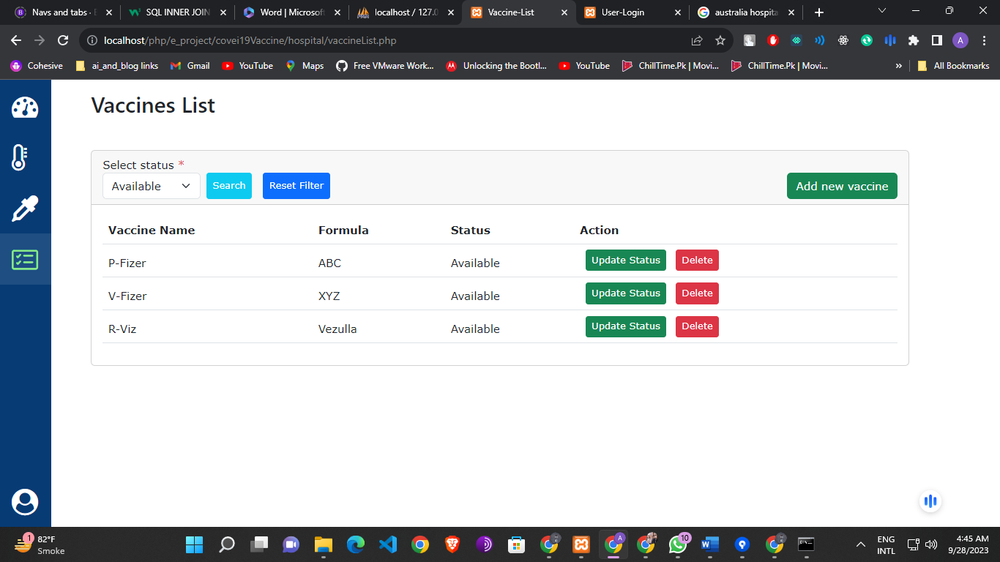 Navs and tabs · B
SQL INNER JOIN
Word | Microsoft
localhost / 127.0
Vaccine-List
User-Login
australia hospita
localhost/php/e_project/covei19Vaccine/hospital/vaccineList.php
A
Cohesive
ai_and_blog links
Gmail
YouTube
Maps
Free VMware Work...
Unlocking the Bootl...
YouTube
ChillTime.Pk | Movi...
ChillTime.Pk | Movi...
»
All Bookmarks
Vaccines List
Select status *
Available
Search
Reset Filter
Add new vaccine
Vaccine Name Formula Status Action
P-Fizer ABC Available Update Status Delete
V-Fizer XYZ Available Update Status Delete
R-Viz Vezulla Available Update Status Delete
1
82°F
Smoke
A
10
ENG
INTL
4:45 AM
9/28/2023